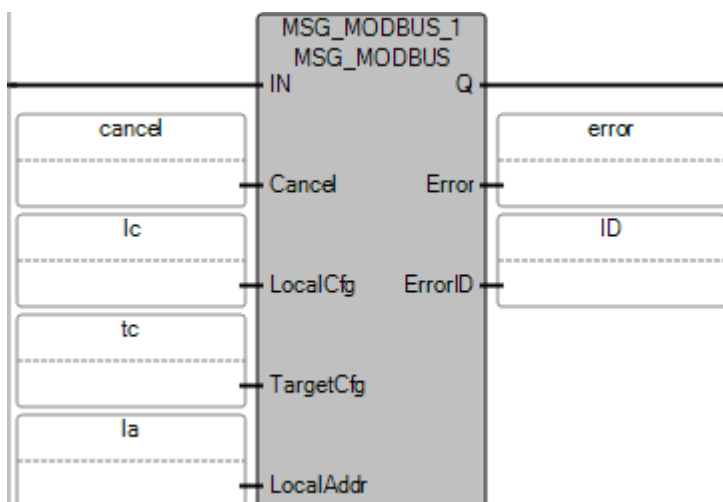 MSG_MODBUS_1
MSG_MODBUS
IN Q
cancel error
Cancel Error
lc ID
LocalCfg ErrorID
tc
TargetCfg
la
LocalAddr